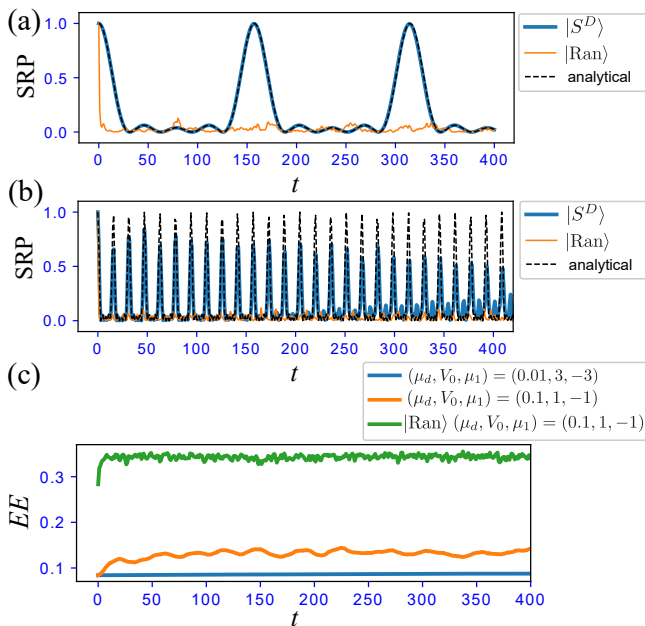 (a)
1.0
0.5
0.0
SRP
0 50 100 150 200 250 300 350 400
t
|S^D⟩
|Ran⟩
analytical
(b)
1.0
0.5
0.0
SRP
0 50 100 150 200 250 300 350 400
t
|S^D⟩
|Ran⟩
analytical
(c)
(μ_d, V_0, μ_1) = (0.01, 3, −3)
(μ_d, V_0, μ_1) = (0.1, 1, −1)
|Ran⟩ (μ_d, V_0, μ_1) = (0.1, 1, −1)
0.3
0.2
0.1
EE
0 50 100 150 200 250 300 350 400
t